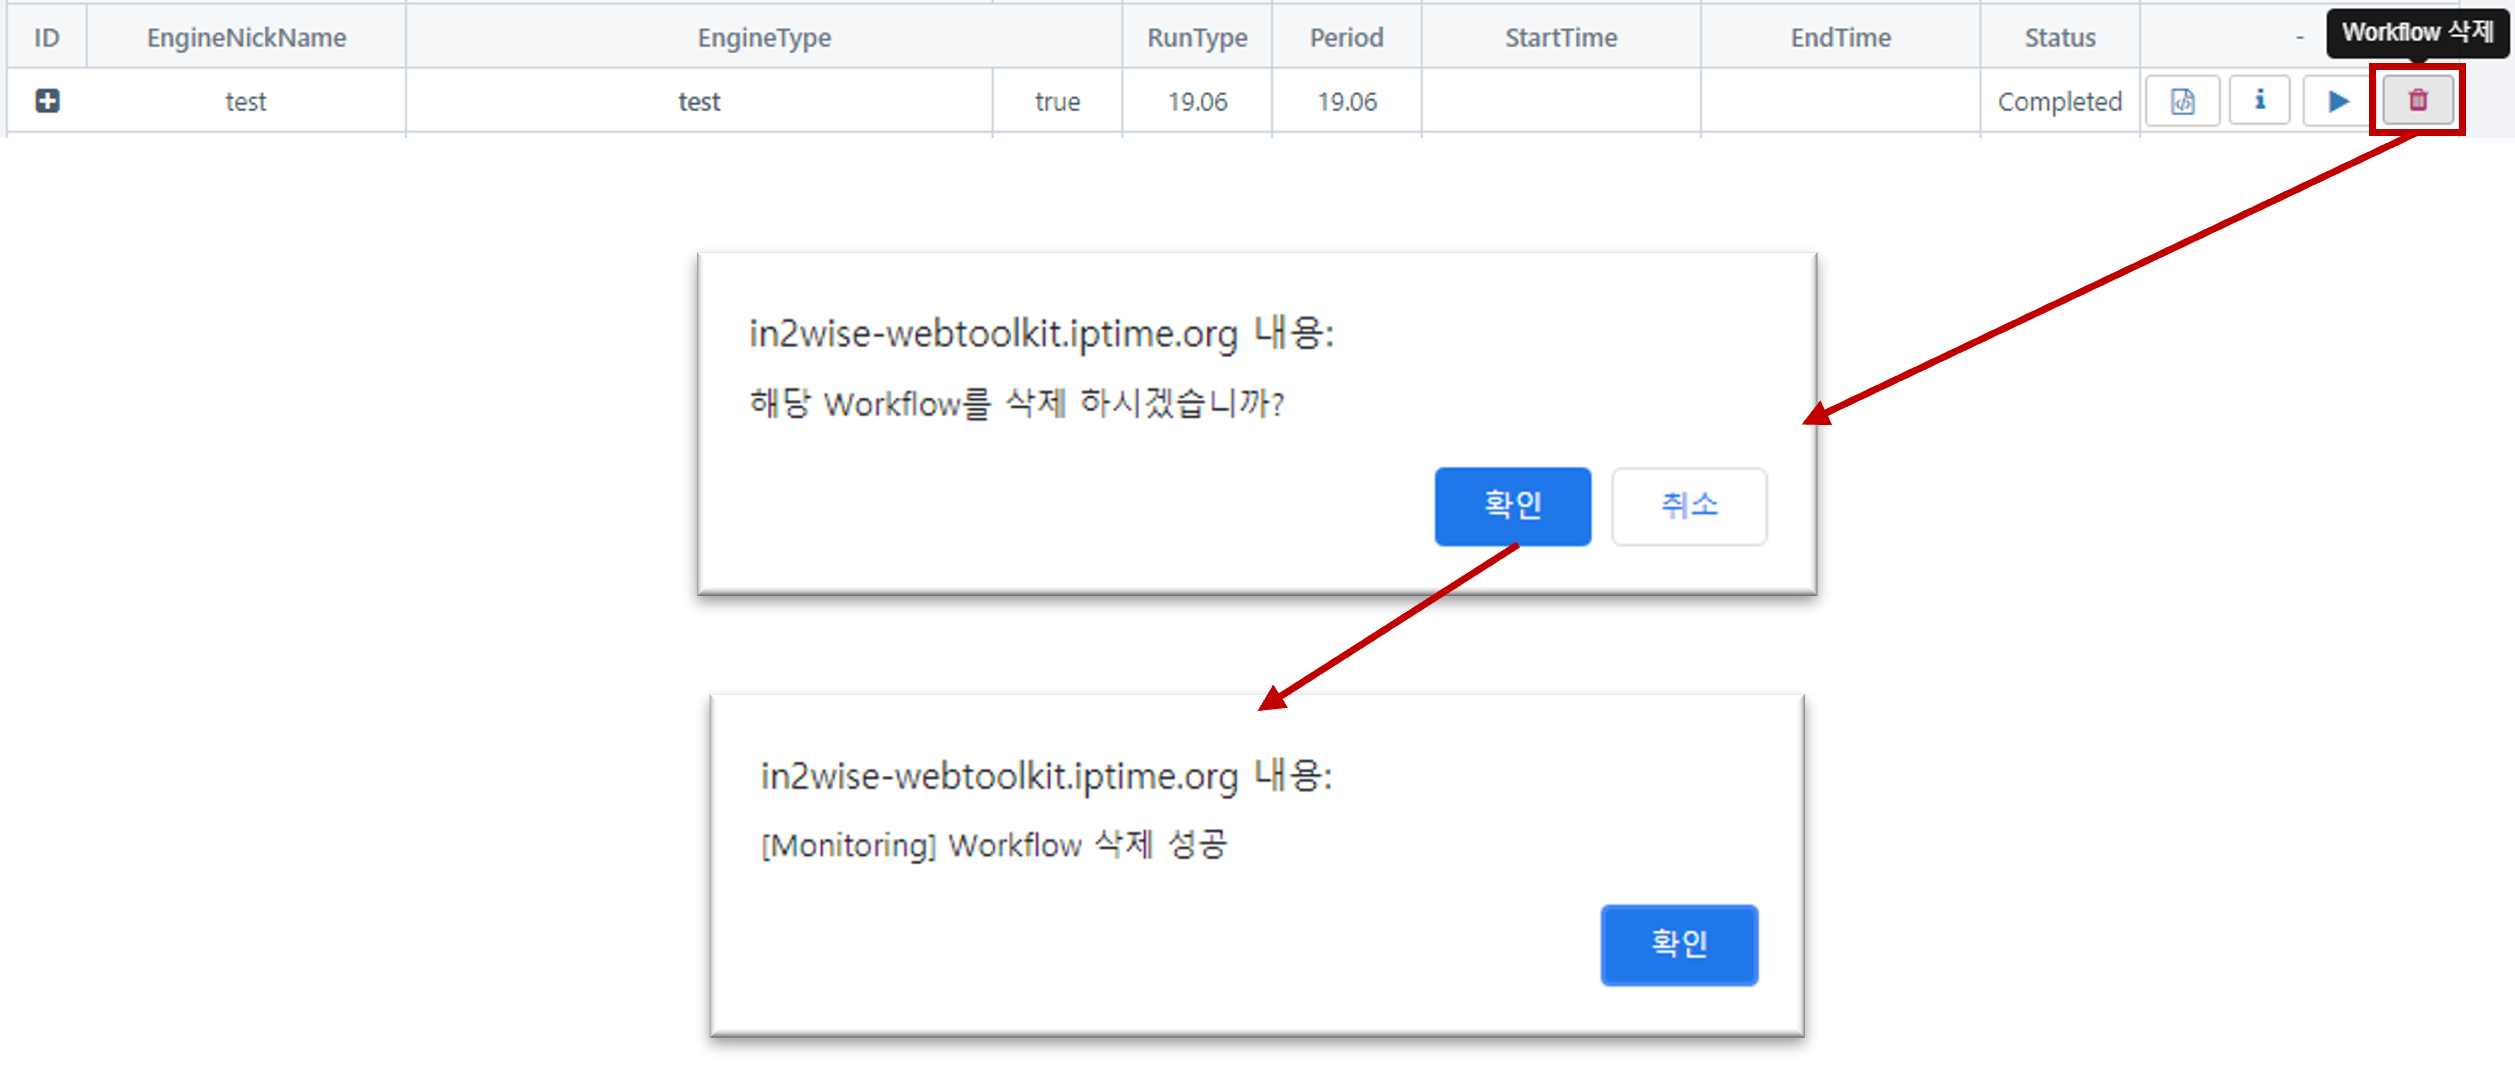 ID EngineNickName EngineType RunType Period StartTime EndTime Status - Workflow 삭제
test test true 19.06 19.06 Completed
in2wise-webtoolkit.iptime.org 내용:
해당 Workflow를 삭제 하시겠습니까?
확인 취소
in2wise-webtoolkit.iptime.org 내용:
[Monitoring] Workflow 삭제 성공
확인